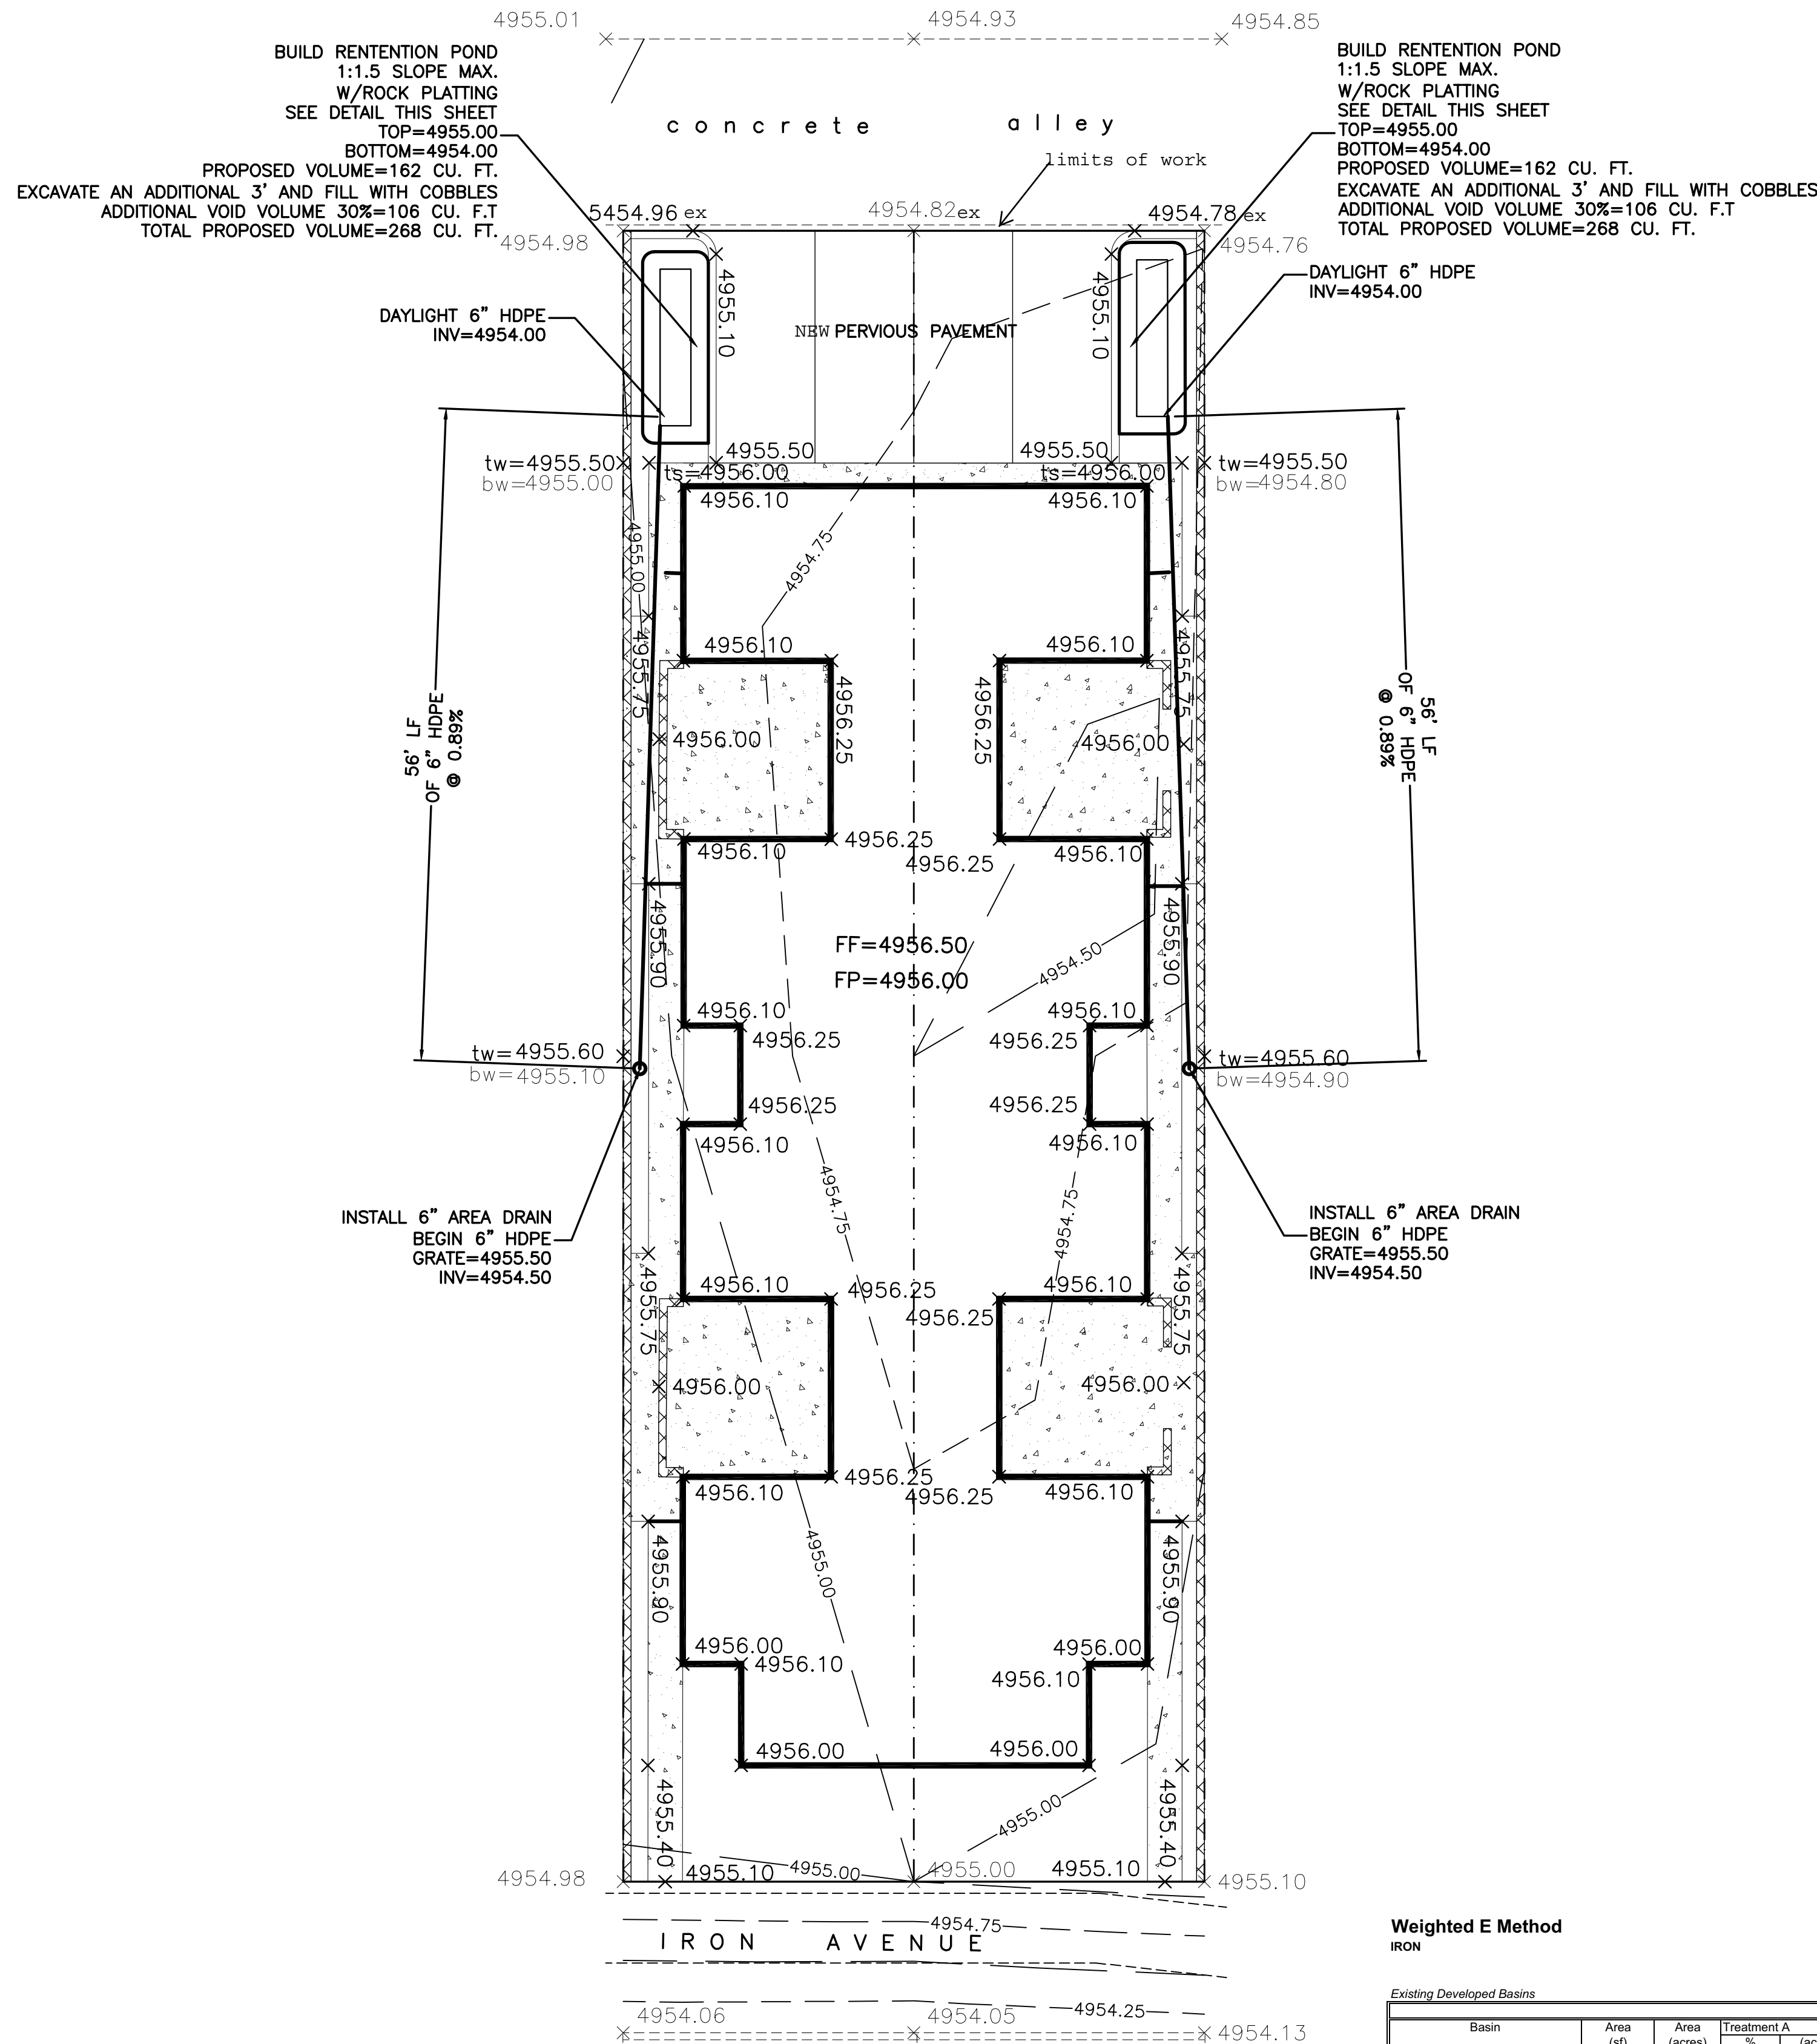 4955.01
4954.93
4954.85
BUILD RENTENTION POND
1:1.5 SLOPE MAX.
W/ROCK PLATTING
SEE DETAIL THIS SHEET
TOP=4955.00
BOTTOM=4954.00
PROPOSED VOLUME=162 CU. FT.
EXCAVATE AN ADDITIONAL 3' AND FILL WITH COBBLES
ADDITIONAL VOID VOLUME 30%=106 CU. F.T
TOTAL PROPOSED VOLUME=268 CU. FT.
BUILD RENTENTION POND
1:1.5 SLOPE MAX.
W/ROCK PLATTING
SEE DETAIL THIS SHEET
TOP=4955.00
BOTTOM=4954.00
PROPOSED VOLUME=162 CU. FT.
EXCAVATE AN ADDITIONAL 3' AND FILL WITH COBBLES
ADDITIONAL VOID VOLUME 30%=106 CU. F.T
TOTAL PROPOSED VOLUME=268 CU. FT.
concrete alley
limits of work
5454.96 ex
4954.82 ex
4954.78 ex
4954.98
4954.76
DAYLIGHT 6" HDPE
INV=4954.00
DAYLIGHT 6" HDPE
INV=4954.00
4955.10
4955.10
NEW PERVIOUS PAVEMENT
4955.50
4955.50
tw=4955.50
bw=4955.00
ts=4956.00
ts=4956.00
tw=4955.50
bw=4954.80
4956.10
4956.10
4955.00
4954.75
4956.10
4956.10
4955.75
4955.75
4956.25
4956.25
4956.00
4956.00
56' LF
OF 6" HDPE
@ 0.89%
56' LF
OF 6" HDPE
@ 0.89%
4956.10
4956.25
4956.25
4956.10
4955.90
4955.90
FF=4956.50
FP=4956.00
4954.50
4956.10
4956.10
4956.25
4956.25
tw=4955.60
bw=4955.10
tw=4955.60
bw=4954.90
4956.25
4956.25
4956.10
4956.10
4954.75
4954.75
INSTALL 6" AREA DRAIN
BEGIN 6" HDPE
GRATE=4955.50
INV=4954.50
INSTALL 6" AREA DRAIN
BEGIN 6" HDPE
GRATE=4955.50
INV=4954.50
4956.10
4956.25
4956.25
4956.10
4955.75
4955.75
4956.00
4956.00
4956.10
4956.25
4956.25
4956.10
4955.90
4955.00
4955.90
4956.00
4956.10
4956.00
4956.10
4956.00
4956.00
4955.40
4955.40
4955.00
4954.98
4955.10
4955.00
4955.00
4955.10
4955.10
4954.75
IRON AVENUE
4954.25
4954.06
4954.05
4954.13
Weighted E Method
IRON
Existing Developed Basins
Basin
Area
(sf)
Area
(acres)
Treatment A
%